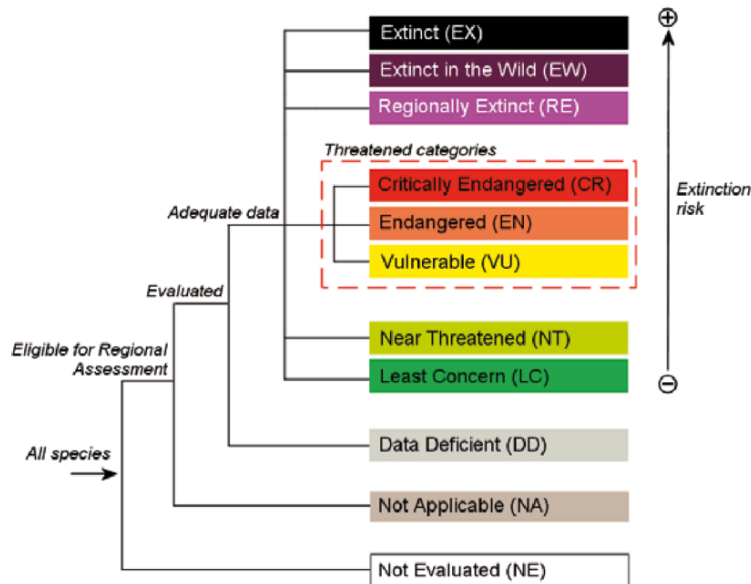 Extinct (EX)
Extinct in the Wild (EW)
Regionally Extinct (RE)
Threatened categories
Critically Endangered (CR)
Extinction
risk
Adequate data
Endangered (EN)
Vulnerable (VU)
Evaluated
Eligible for Regional
Assessment
Near Threatened (NT)
Least Concern (LC)
All species
Data Deficient (DD)
Not Applicable (NA)
Not Evaluated (NE)